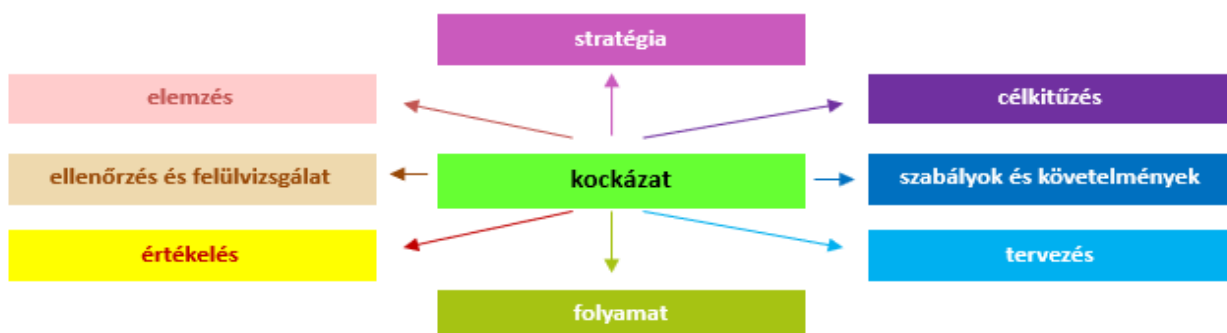 stratégia
elemzés
célkitűzés
ellenőrzés és felülvizsgálat
kockázat
szabályok és követelmények
értékelés
tervezés
folyamat